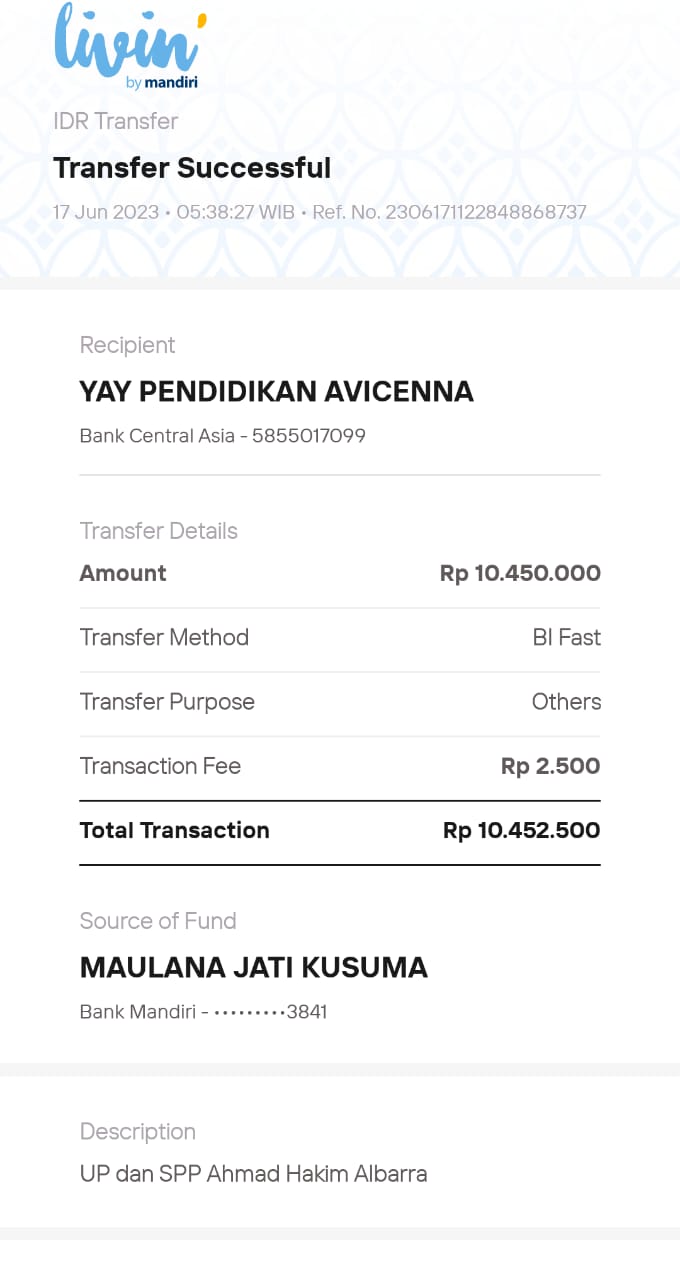 livin'
by mandiri
IDR Transfer
Transfer Successful
17 Jun 2023 • 05:38:27 WIB • Ref. No. 2306171122848868737
Recipient
YAY PENDIDIKAN AVICENNA
Bank Central Asia - 5855017099
Transfer Details
Amount Rp 10.450.000
Transfer Method BI Fast
Transfer Purpose Others
Transaction Fee Rp 2.500
Total Transaction Rp 10.452.500
Source of Fund
MAULANA JATI KUSUMA
Bank Mandiri - •••••••••3841
Description
UP dan SPP Ahmad Hakim Albarra